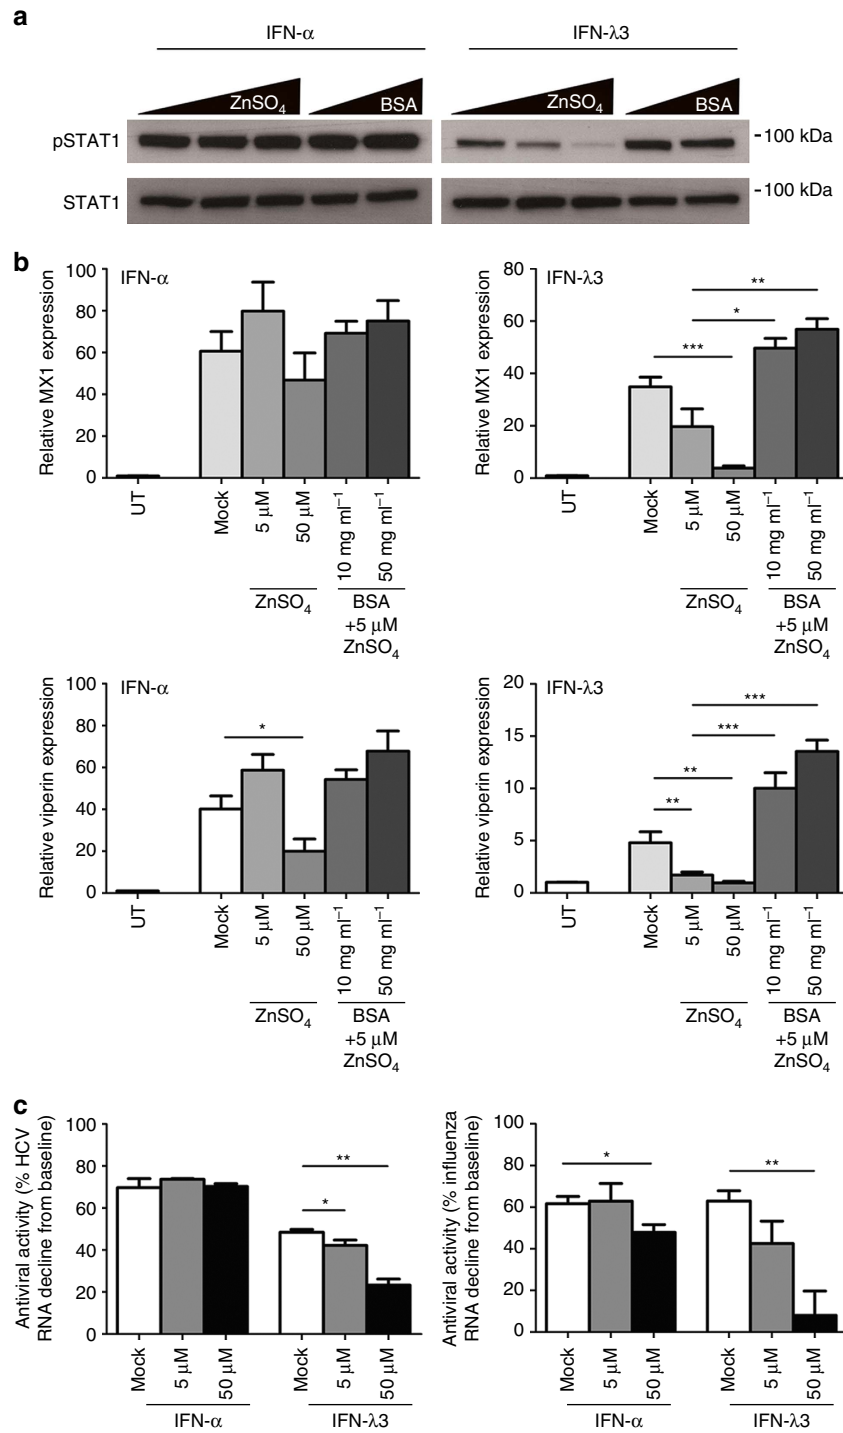 a
IFN-α
IFN-λ3
ZnSO4
BSA
ZnSO4
BSA
pSTAT1
-100 kDa
STAT1
-100 kDa
b
Relative MX1 expression
100
80
60
40
20
0
IFN-α
UT
Mock
5 μM
50 μM
10 mg ml⁻¹
50 mg ml⁻¹
ZnSO4
BSA
+5 μM
ZnSO4
Relative MX1 expression
80
60
40
20
0
IFN-λ3
**
*
***
UT
Mock
5 μM
50 μM
10 mg ml⁻¹
50 mg ml⁻¹
ZnSO4
BSA
+5 μM
ZnSO4
Relative viperin expression
100
80
60
40
20
0
IFN-α
*
UT
Mock
5 μM
50 μM
10 mg ml⁻¹
50 mg ml⁻¹
ZnSO4
BSA
+5 μM
ZnSO4
Relative viperin expression
20
15
10
5
0
IFN-λ3
***
***
**
**
UT
Mock
5 μM
50 μM
10 mg ml⁻¹
50 mg ml⁻¹
ZnSO4
BSA
+5 μM
ZnSO4
c
Antiviral activity (% HCV
RNA decline from baseline)
100
80
60
40
20
0
**
*
Mock
5 μM
50 μM
Mock
5 μM
50 μM
IFN-α
IFN-λ3
Antiviral activity (% influenza
RNA decline from baseline)
100
80
60
40
20
0
*
**
Mock
5 μM
50 μM
Mock
5 μM
50 μM
IFN-α
IFN-λ3